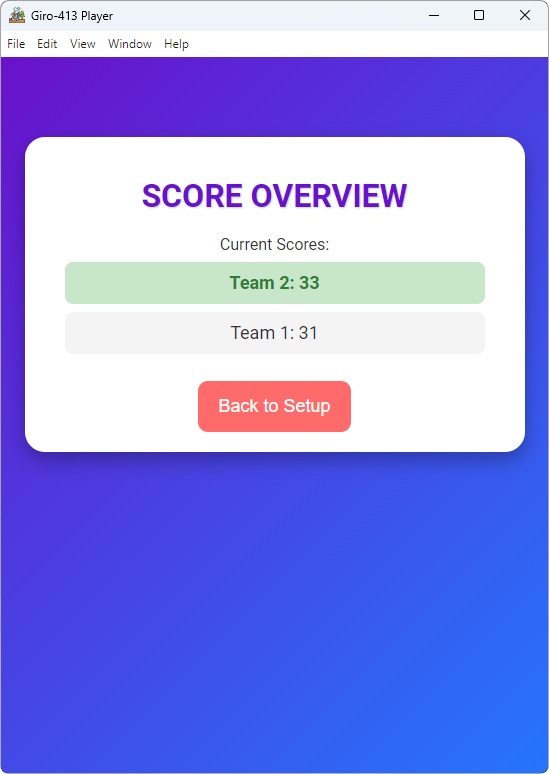 Giro-413 Player
File Edit View Window Help
SCORE OVERVIEW
Current Scores:
Team 2: 33
Team 1: 31
Back to Setup